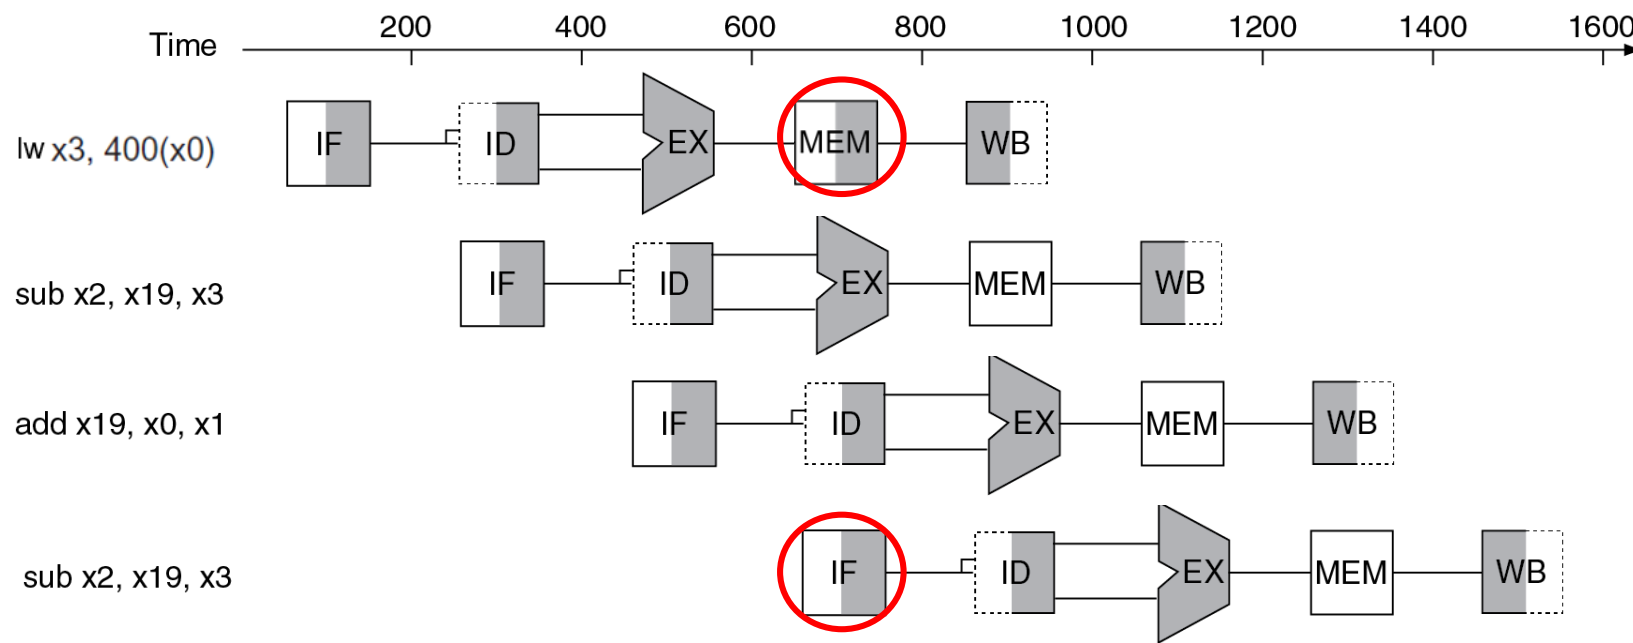 Time 200 400 600 800 1000 1200 1400 1600
lw x3, 400(x0) IF ID EX MEM WB
sub x2, x19, x3 IF ID EX MEM WB
add x19, x0, x1 IF ID EX MEM WB
sub x2, x19, x3 IF ID EX MEM WB